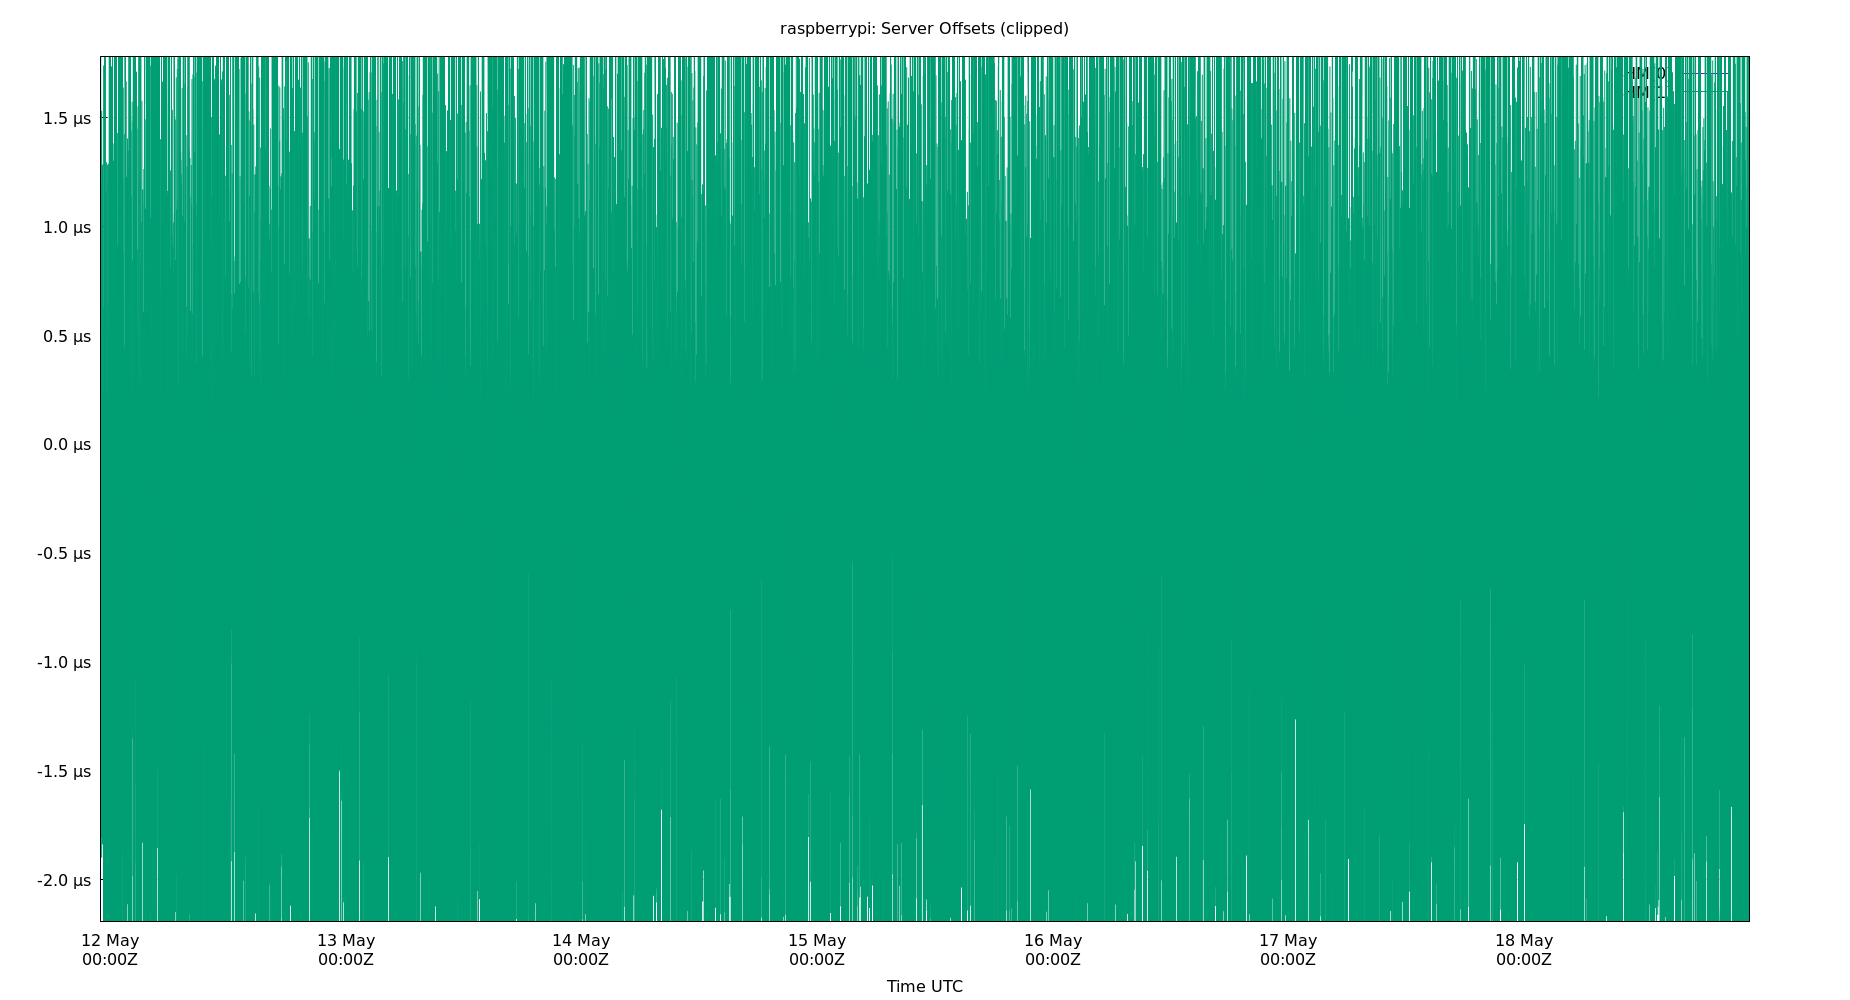 raspberrypi: Server Offsets (clipped)
1.5 µs
1.0 µs
0.5 µs
0.0 µs
-0.5 µs
-1.0 µs
-1.5 µs
-2.0 µs
12 May 13 May 14 May 15 May 16 May 17 May 18 May
00:00Z 00:00Z 00:00Z 00:00Z 00:00Z 00:00Z 00:00Z
Time UTC